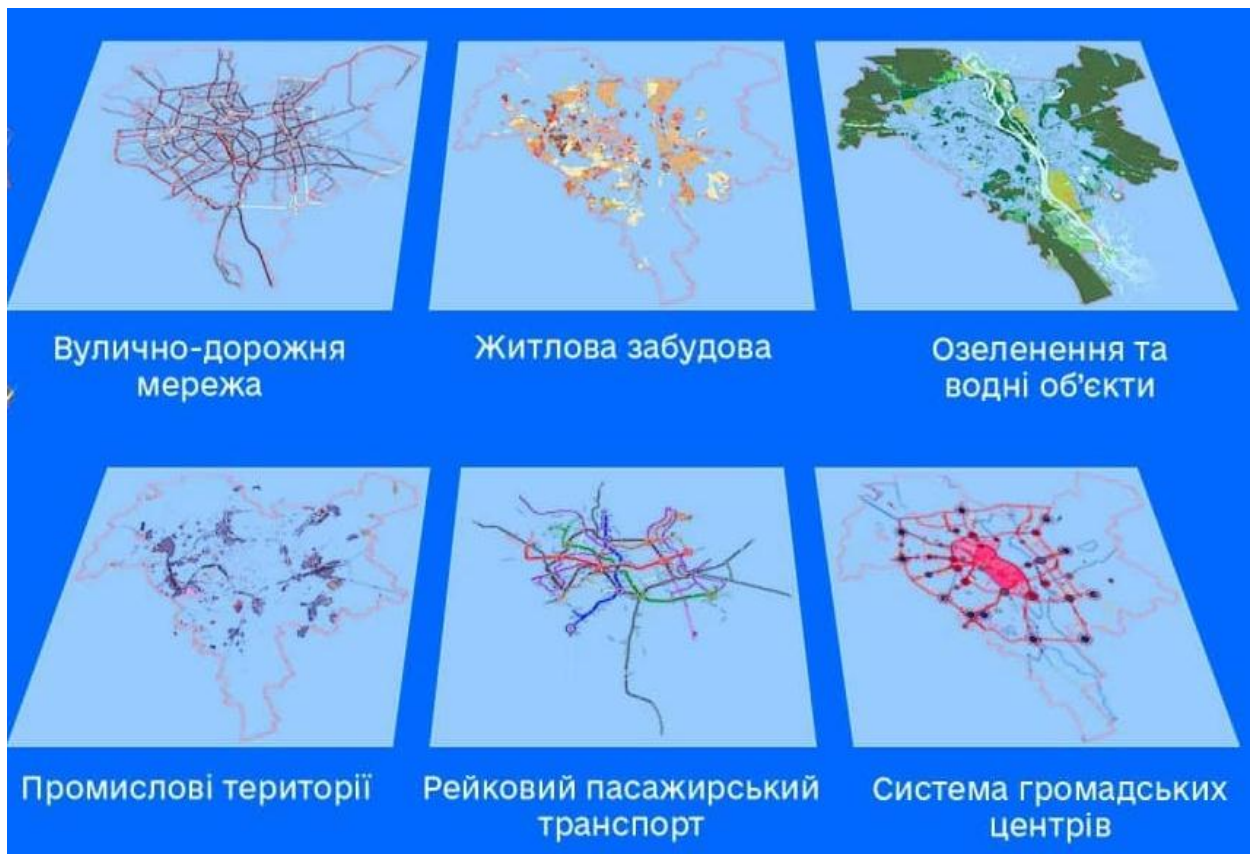 Вулично-дорожня
мережа
Житлова забудова
Озеленення та
водні об'єкти
Промислові території
Рейковий пасажирський
транспорт
Система громадських
центрів